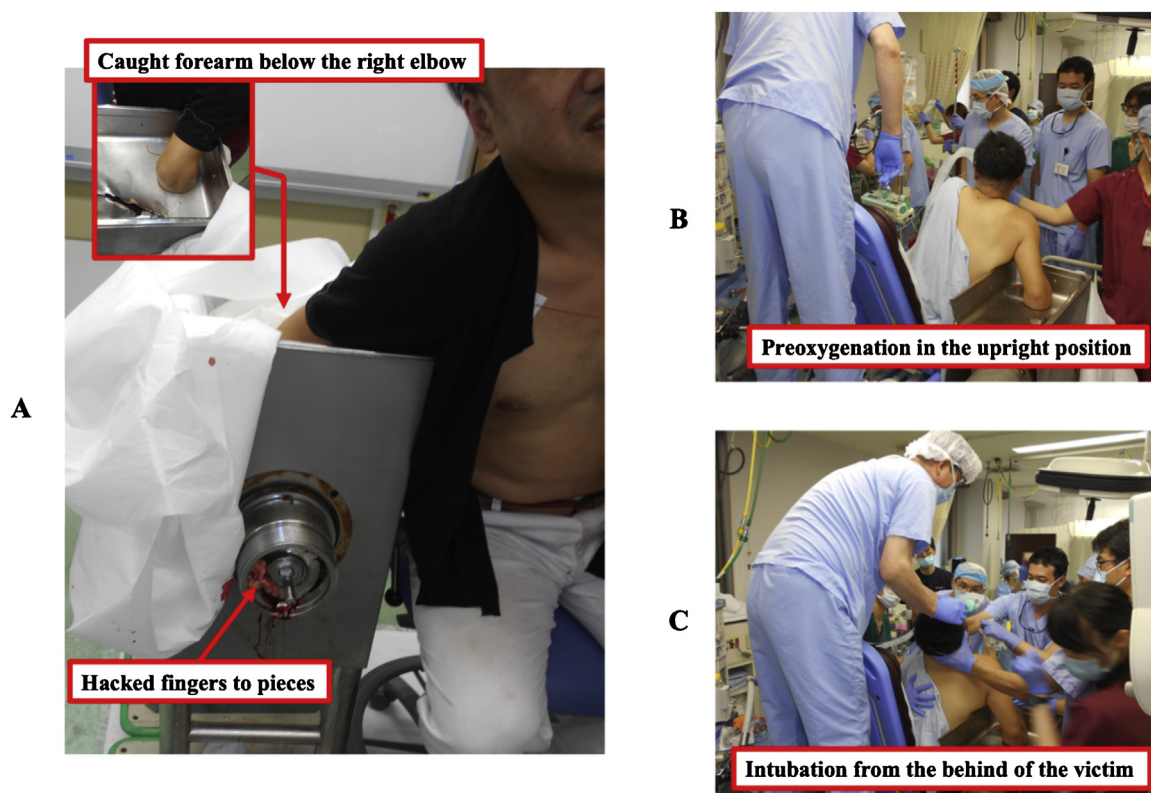 Caught forearm below the right elbow
A
Hacked fingers to pieces
B
Preoxygenation in the upright position
C
Intubation from the behind of the victim